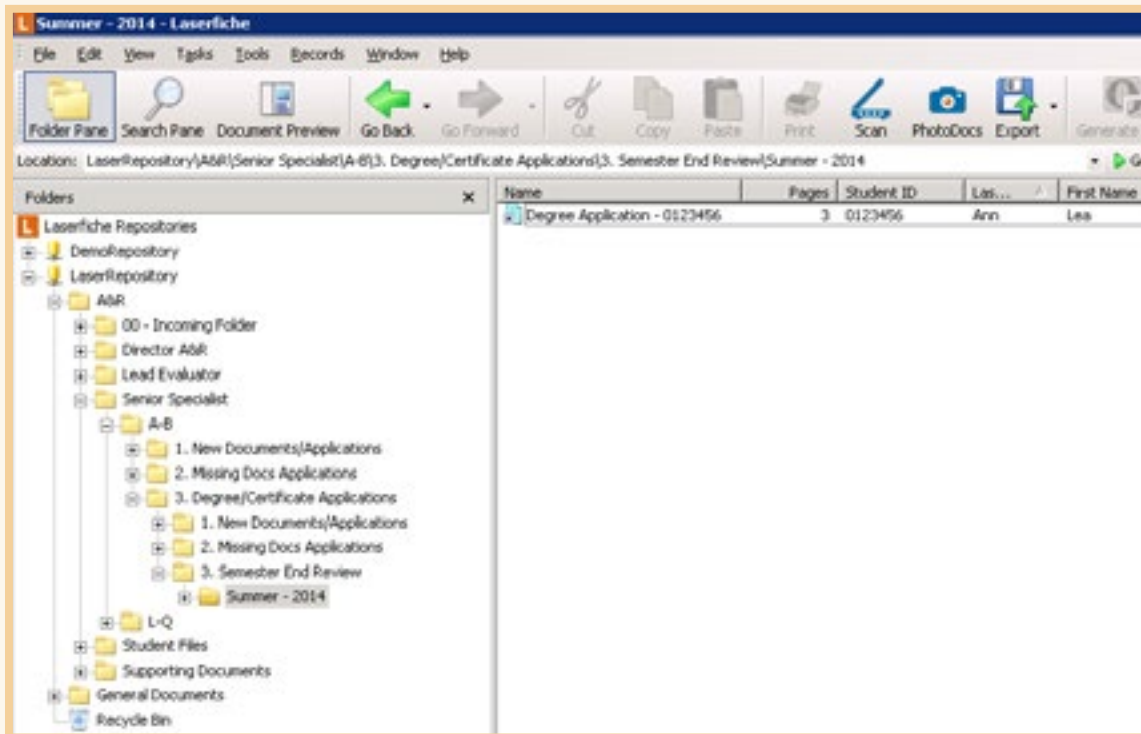 Summer - 2014 - Laserfiche
File Edit View Tasks Tools Records Window Help
Folder Pane Search Pane Document Preview Go Back Go Forward Cut Copy Paste Print Scan PhotoDocs Export Generate
Location: LaserRepository\A&R\Senior Specialist\A-B\3. Degree/Certificate Applications\3. Semester End Review\Summer - 2014
Folders
Name Pages Student ID Las... First Name
Degree Application - 0123456 3 0123456 Ann Lea
Laserfiche Repositories
DemoRepository
LaserRepository
A&R
00 - Incoming Folder
Director A&R
Lead Evaluator
Senior Specialist
A-B
1. New Documents/Applications
2. Missing Docs Applications
3. Degree/Certificate Applications
1. New Documents/Applications
2. Missing Docs Applications
3. Semester End Review
Summer - 2014
L-Q
Student Files
Supporting Documents
General Documents
Recycle Bin